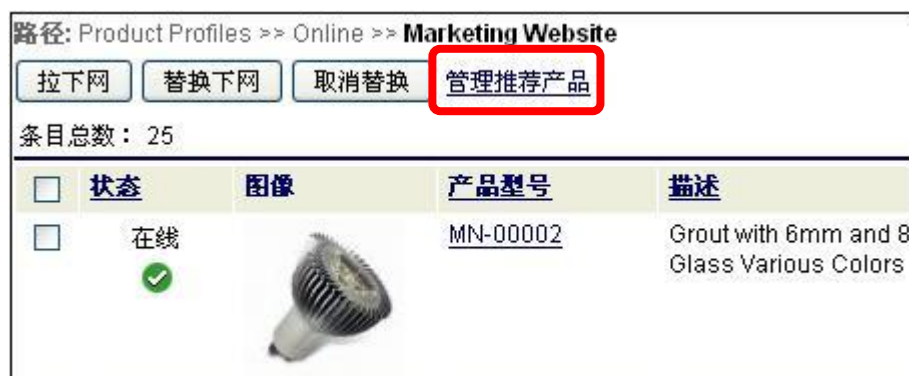 路径: Product Profiles >> Online >> Marketing Website
拉下网 替换下网 取消替换 管理推荐产品
条目总数： 25
状态 图像 产品型号 描述
在线 MN-00002 Grout with 6mm and 8
Glass Various Colors